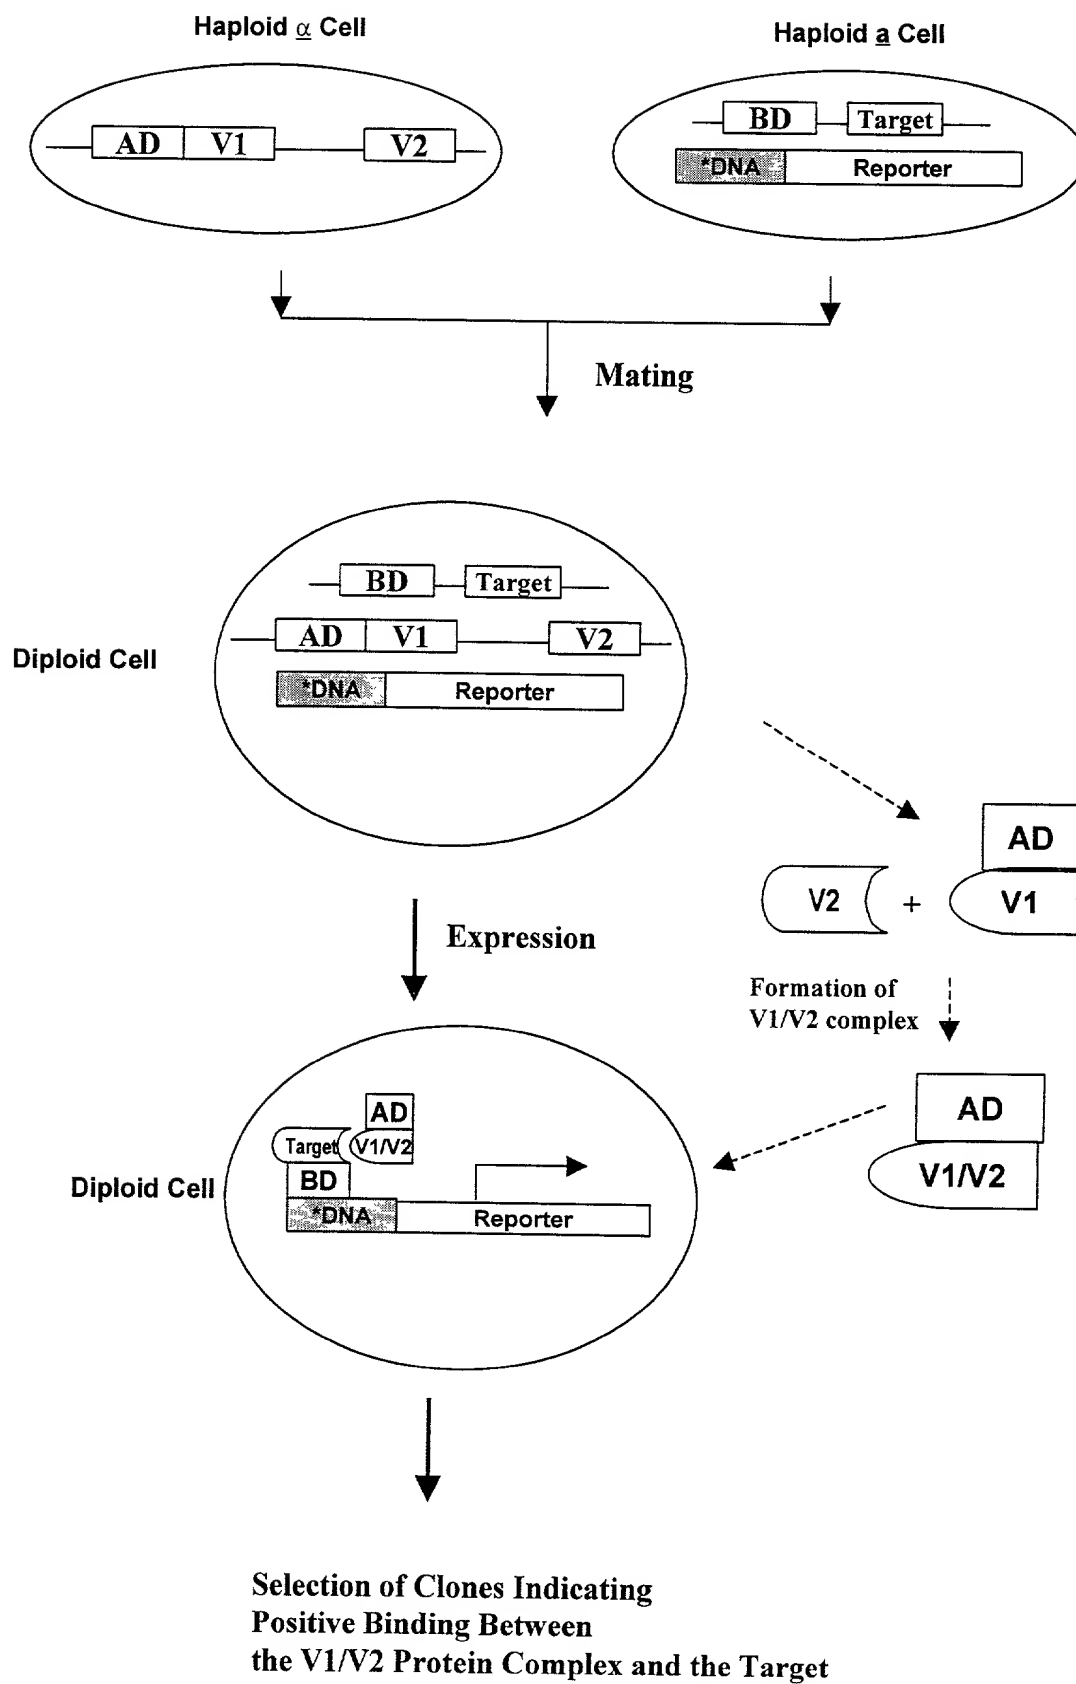 Haploid α Cell
Haploid a Cell
AD V1 V2
BD Target
*DNA Reporter
Mating
Diploid Cell
BD Target
AD V1 V2
*DNA Reporter
AD
V2 + V1
Expression
Formation of
V1/V2 complex
AD
V1/V2
Diploid Cell
AD
Target V1/V2
BD
*DNA Reporter
Selection of Clones Indicating
Positive Binding Between
the V1/V2 Protein Complex and the Target